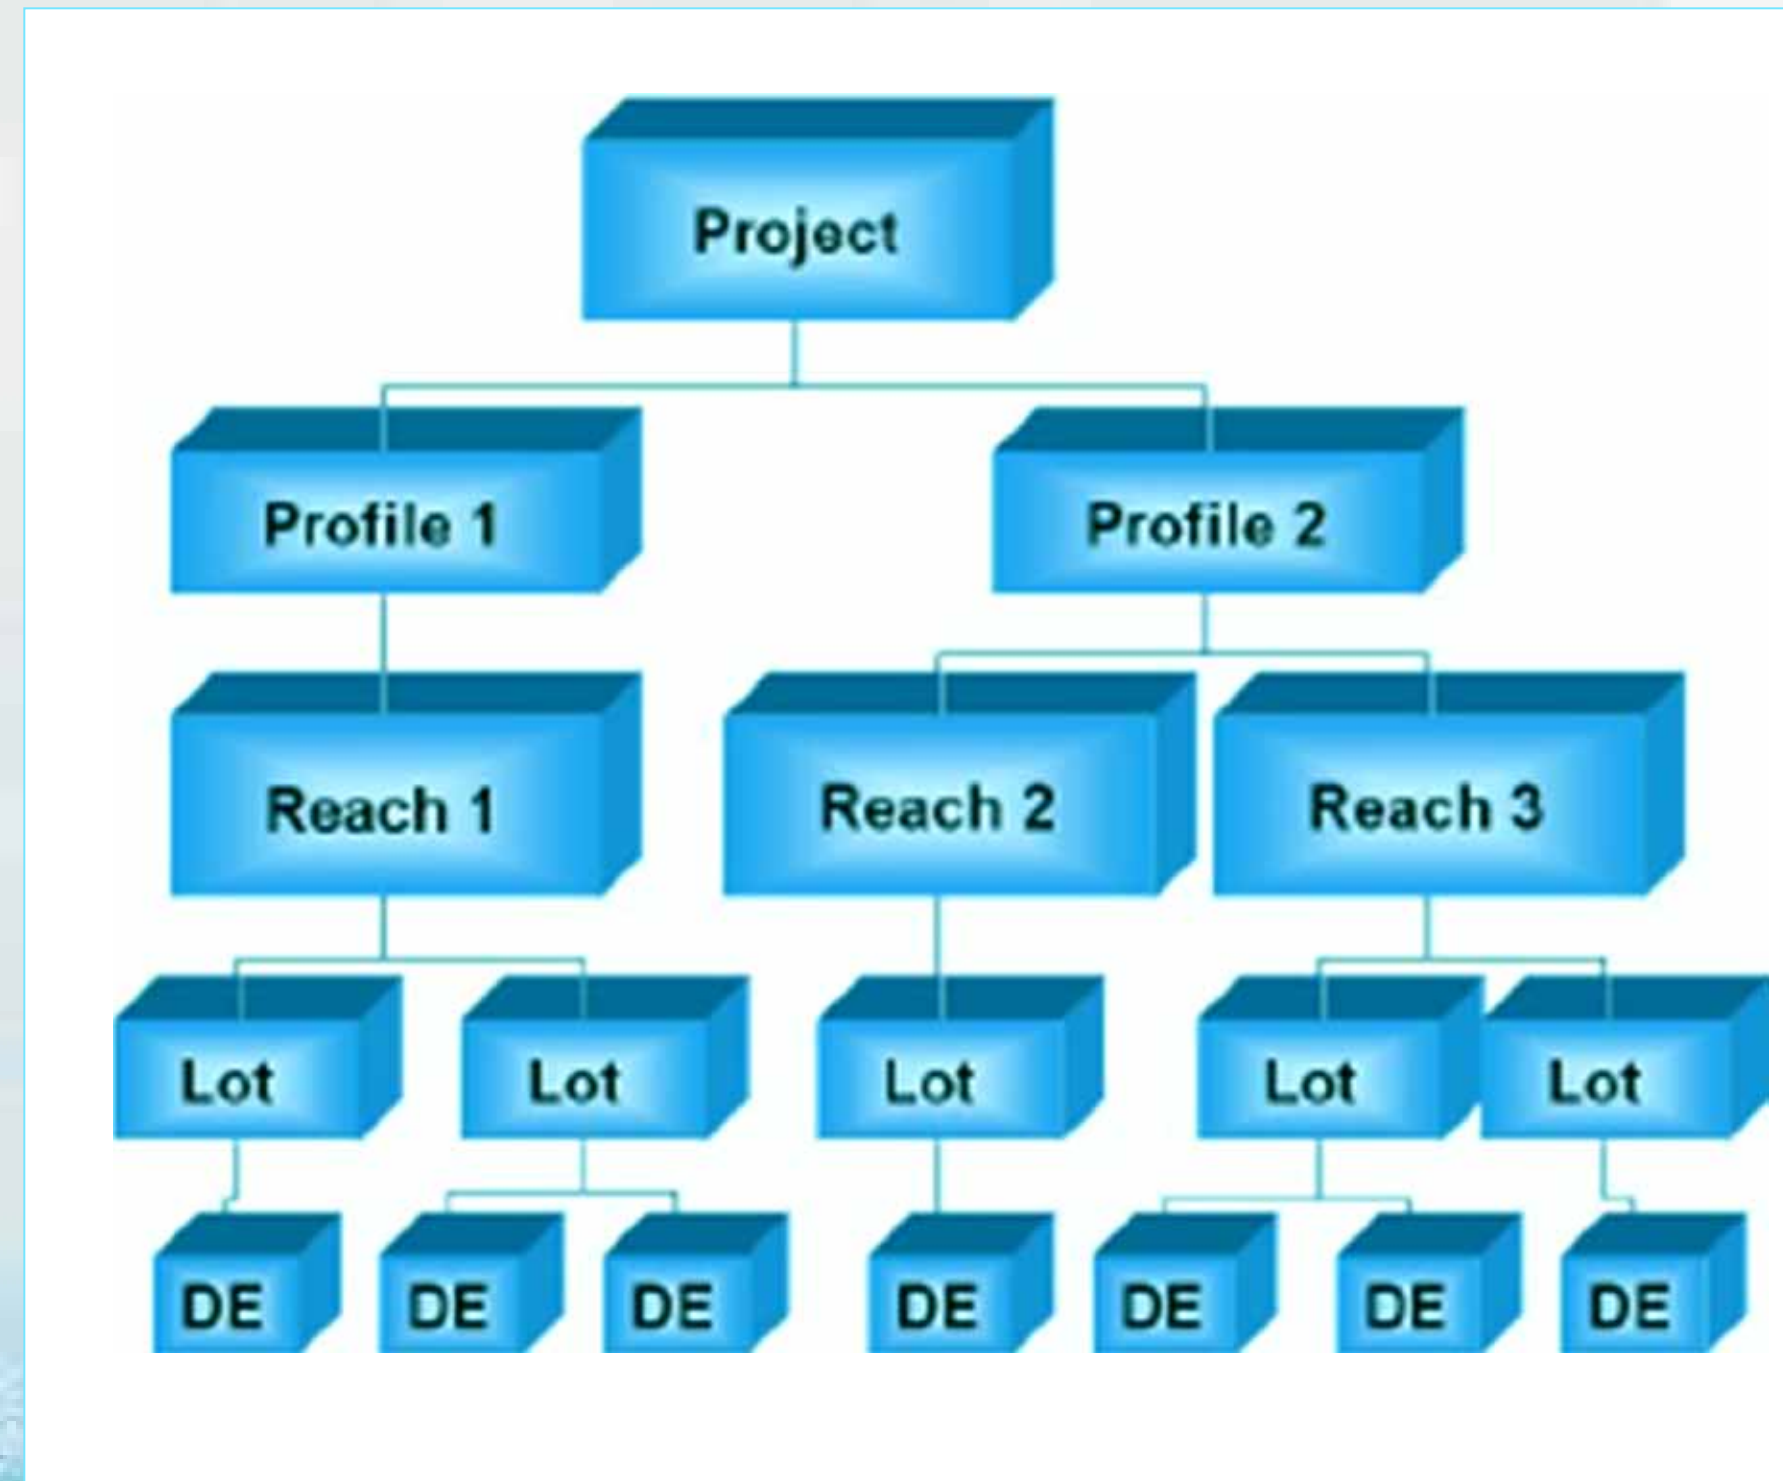 Project
Profile 1
Profile 2
Reach 1
Reach 2
Reach 3
Lot
Lot
Lot
Lot
Lot
DE
DE
DE
DE
DE
DE
DE